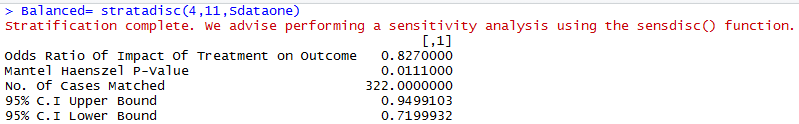 > Balanced= stratadisc(4,11,Sdataone)
Stratification complete. We advise performing a sensitivity analysis using the sensdisc() function.
[,1]
Odds Ratio Of Impact Of Treatment on Outcome 0.8270000
Mantel Haenszel P-Value 0.0111000
No. Of Cases Matched 322.0000000
95% C.I Upper Bound 0.9499103
95% C.I Lower Bound 0.7199932